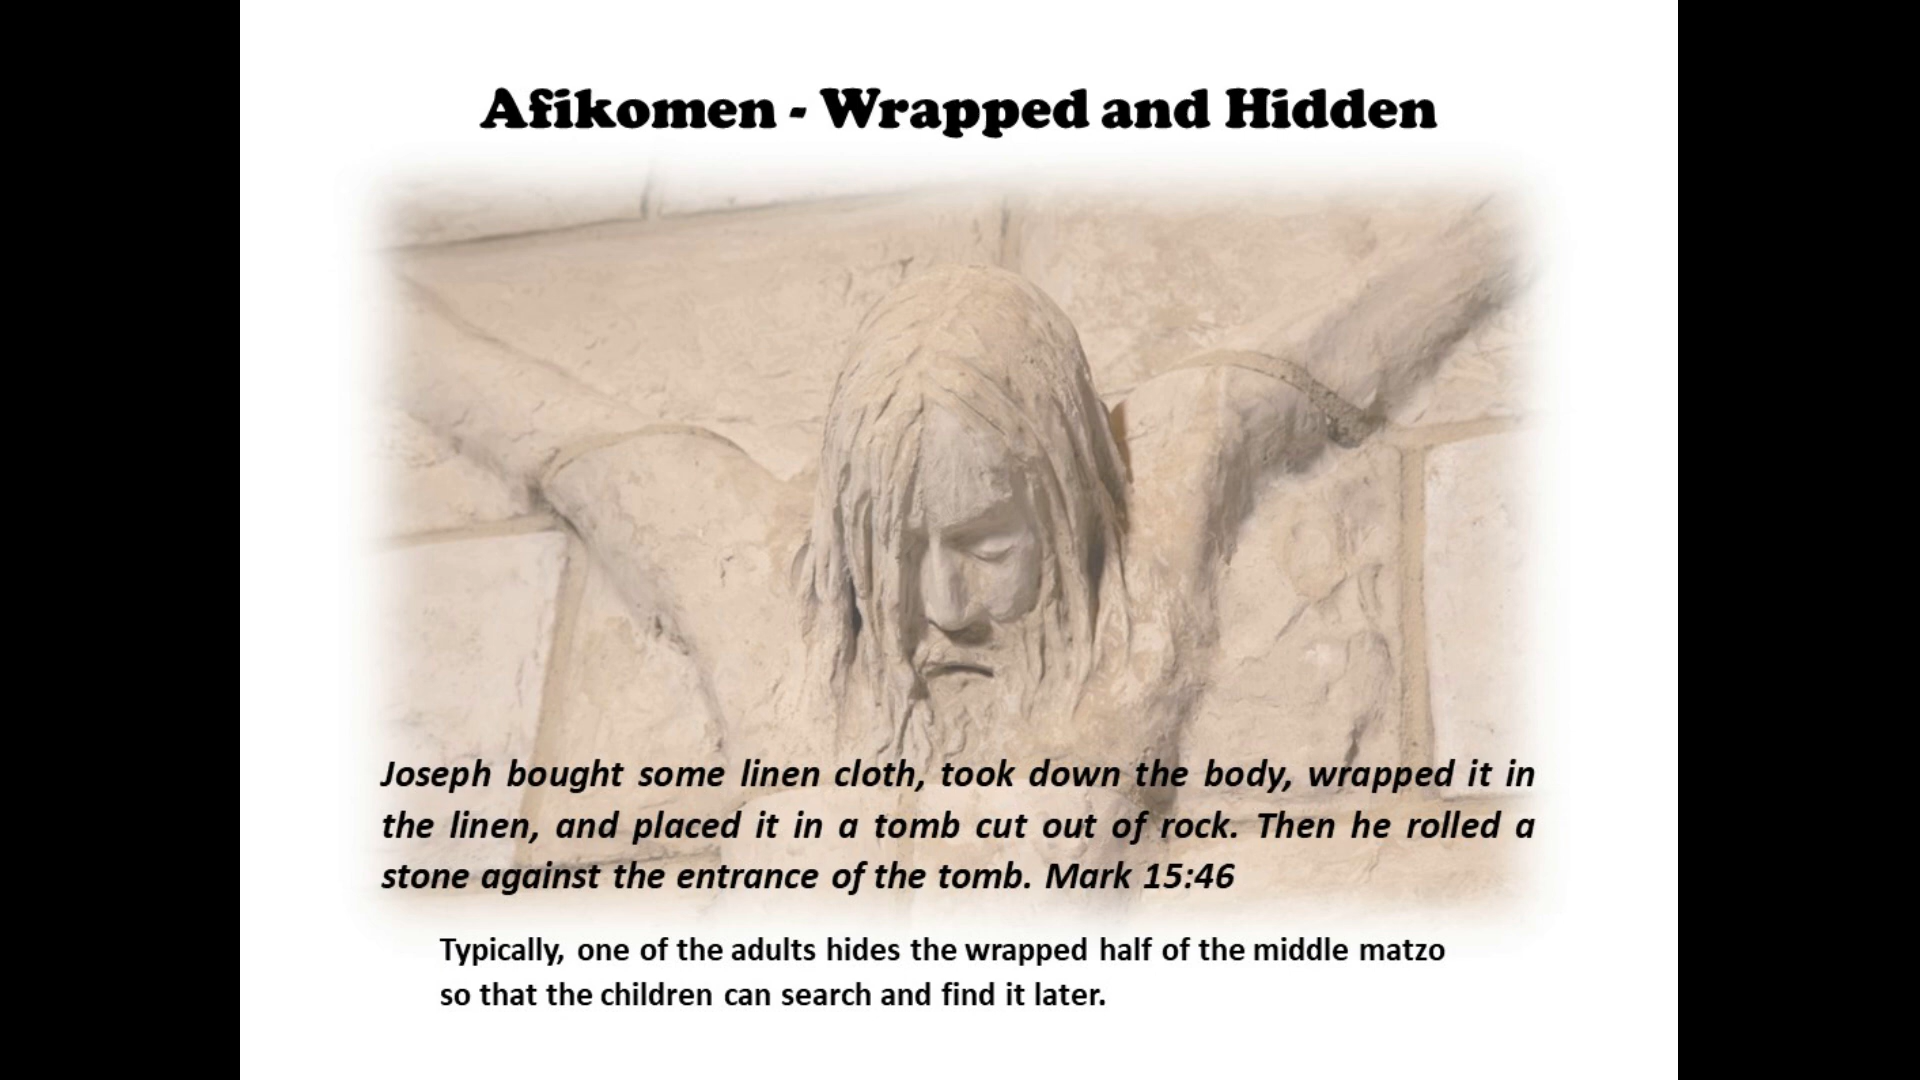 Afikomen - Wrapped and Hidden
Joseph bought some linen cloth, took down the body, wrapped it in
the linen, and placed it in a tomb cut out of rock. Then he rolled a
stone against the entrance of the tomb. Mark 15:46
Typically, one of the adults hides the wrapped half of the middle matzo
so that the children can search and find it later.